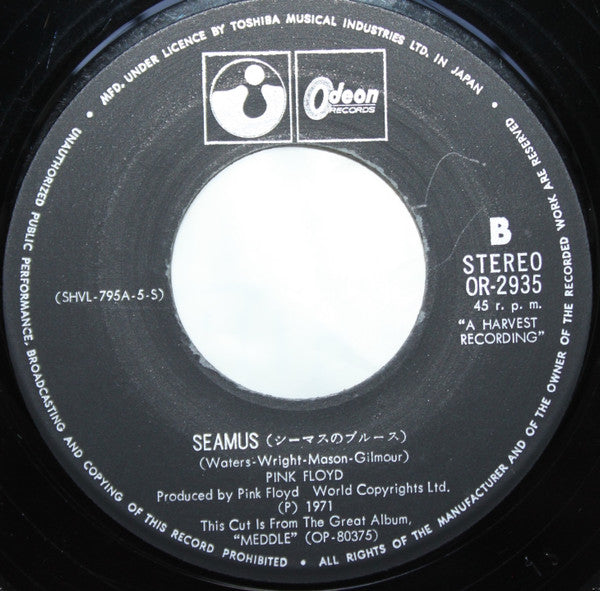 • MFD. UNDER LICENCE BY TOSHIBA MUSICAL INDUSTRIES LTD. IN JAPAN •
Odeon
RECORDS
B
STEREO
OR-2935
45 r. p. m.
"A HARVEST
RECORDING"
(SHVL-795A-5-S)
SEAMUS (シーマスのブルース)
(Waters-Wright-Mason-Gilmour)
PINK FLOYD
Produced by Pink Floyd World Copyrights Ltd.
(P) 1971
This Cut Is From The Great Album,
"MEDDLE" (OP-80375)
UNAUTHORIZED PUBLIC PERFORMANCE, BROADCASTING AND COPYING OF THIS RECORD PROHIBITED • ALL RIGHTS OF THE MANUFACTURER AND OF THE OWNER OF THE RECORDED WORK ARE RESERVED